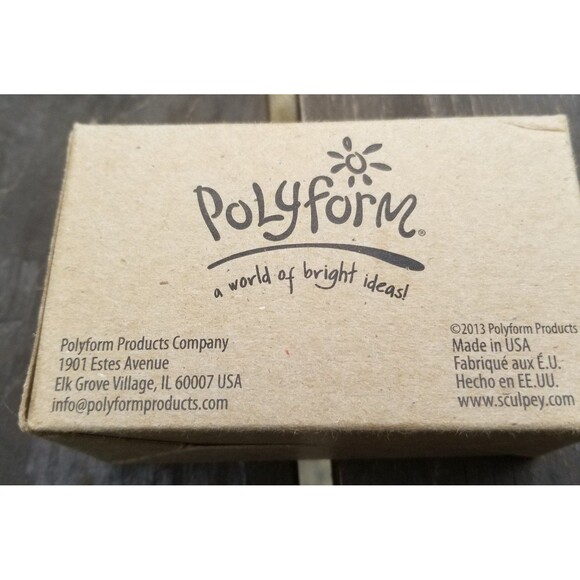 Polyform®
a world of bright ideas!
Polyform Products Company
1901 Estes Avenue
Elk Grove Village, IL 60007 USA
info@polyformproducts.com
©2013 Polyform Products
Made in USA
Fabriqué aux É.U.
Hecho en EE.UU.
www.sculpey.com